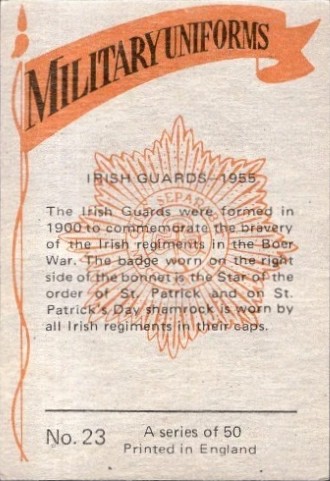 MILITARY UNIFORMS
IRISH GUARDS—1955
SEPARA
The Irish Guards were formed in
1900 to commemorate the bravery
of the Irish regiments in the Boer
War. The badge worn on the right
side of the bonnet is the Star of the
order of St. Patrick and on St.
Patrick's Day shamrock is worn by
all Irish regiments in their caps.
No. 23
A series of 50
Printed in England